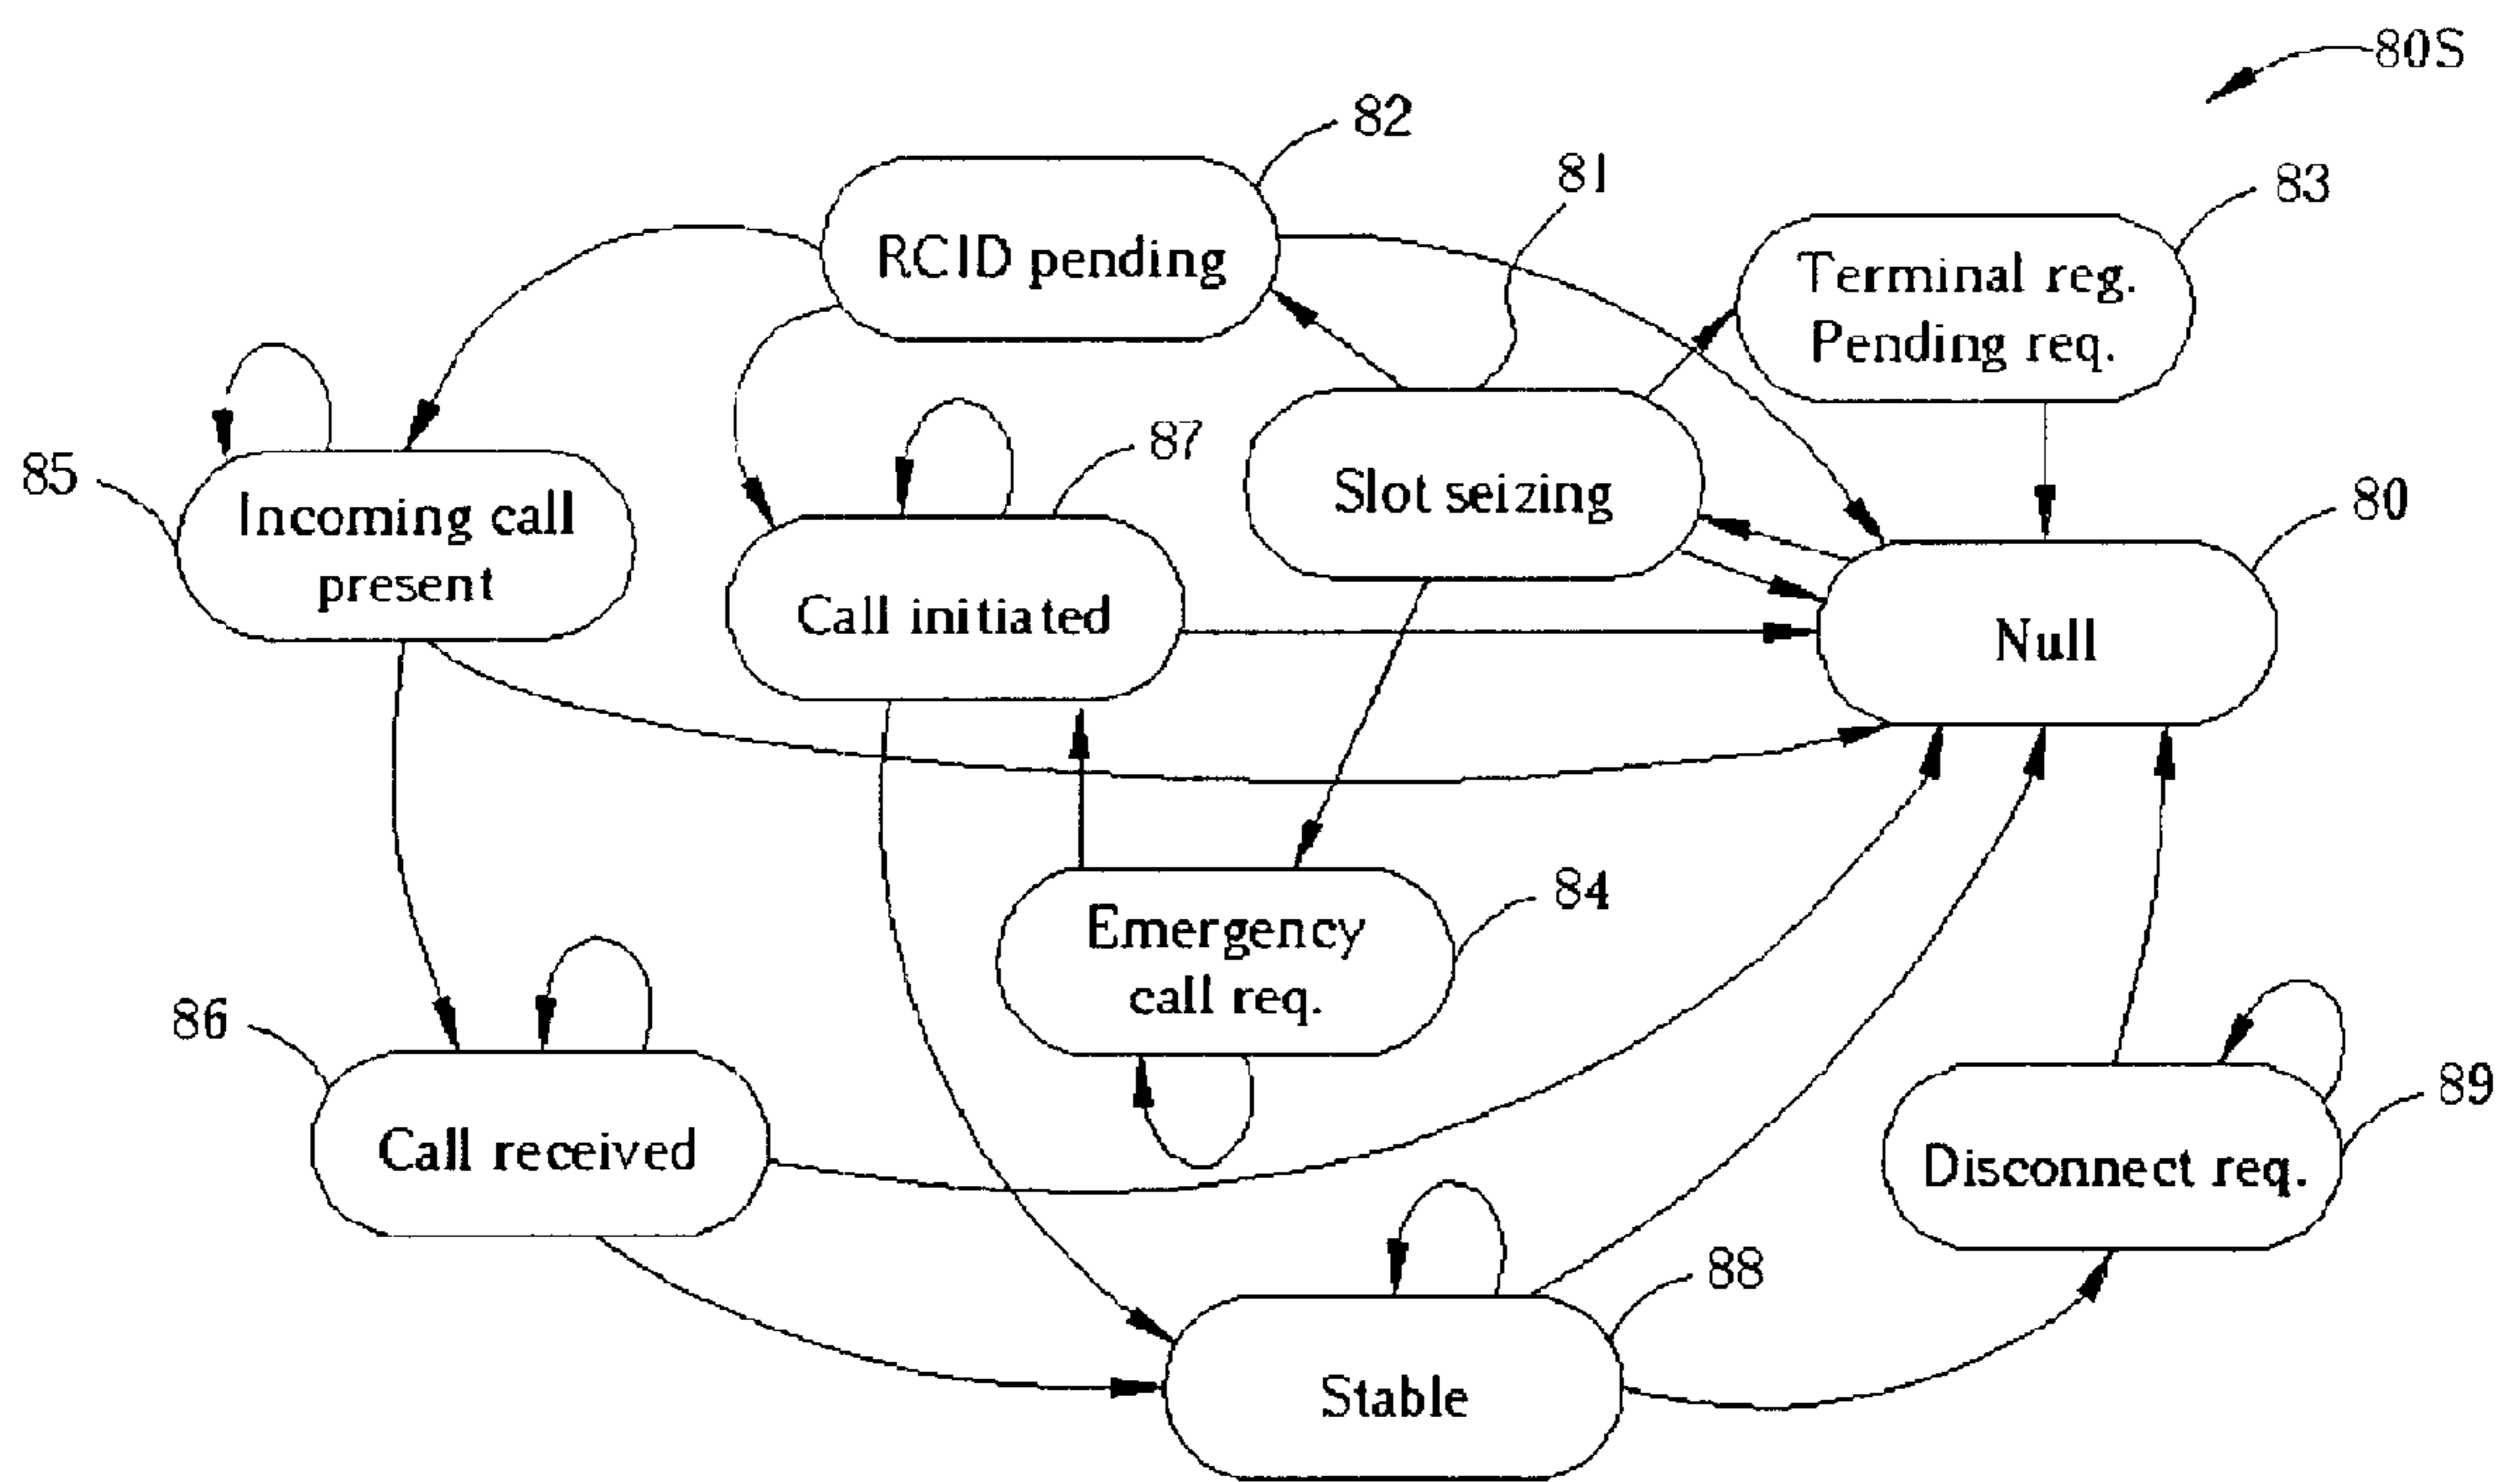 80S
82
81
83
RCID pending
Terminal reg.
Pending req.
87
85
Slot seizing
80
Incoming call
present
Call initiated
Null
84
Emergency
call req.
86
89
Call received
Disconnect req.
88
Stable